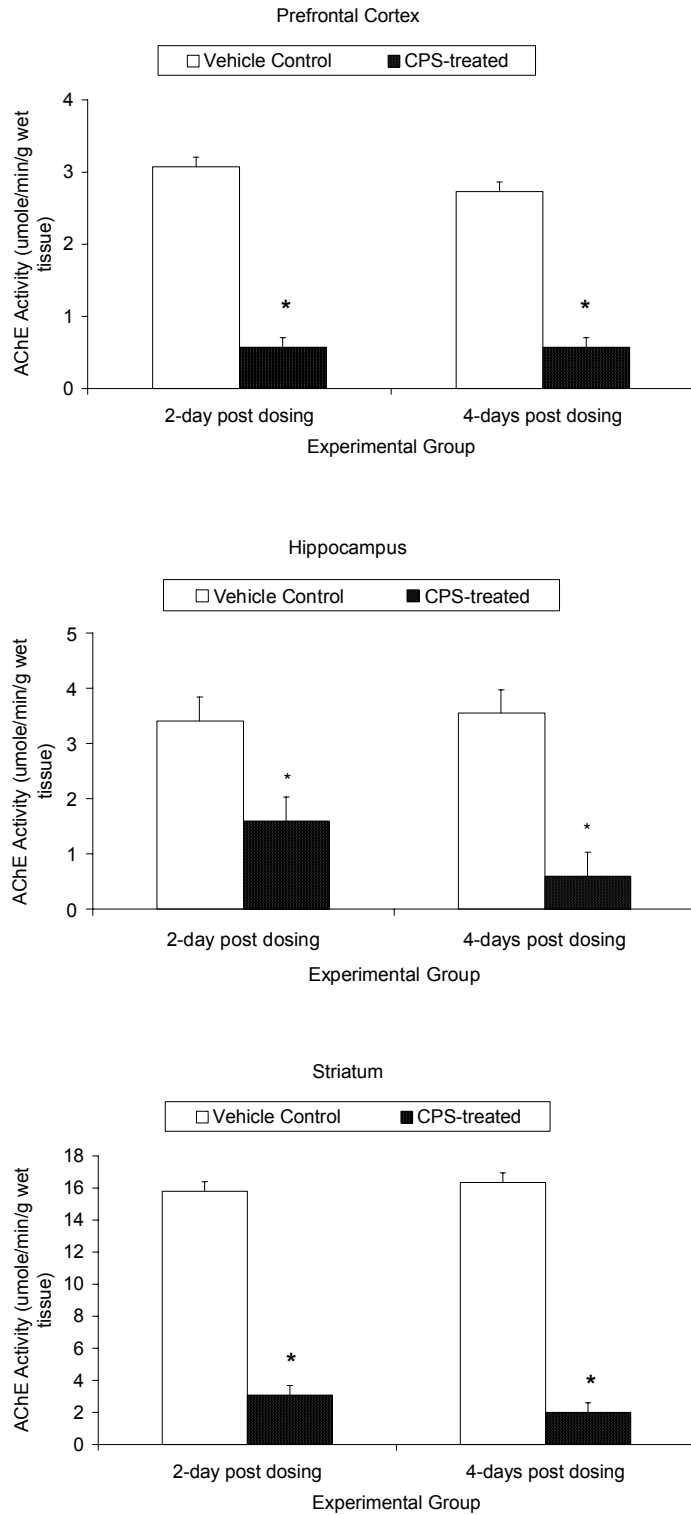 Prefrontal Cortex
Vehicle Control CPS-treated
AChE Activity (umole/min/g wet
tissue)
4
3
2
1
0
*
*
2-day post dosing 4-days post dosing
Experimental Group
Hippocampus
Vehicle Control CPS-treated
AChE Activity (umole/min/g wet
tissue)
5
4
3
2
1
0
*
*
2-day post dosing 4-days post dosing
Experimental Group
Striatum
Vehicle Control CPS-treated
AChE Activity (umole/min/g wet
tissue)
18
16
14
12
10
8
6
4
2
0
*
*
2-day post dosing 4-days post dosing
Experimental Group